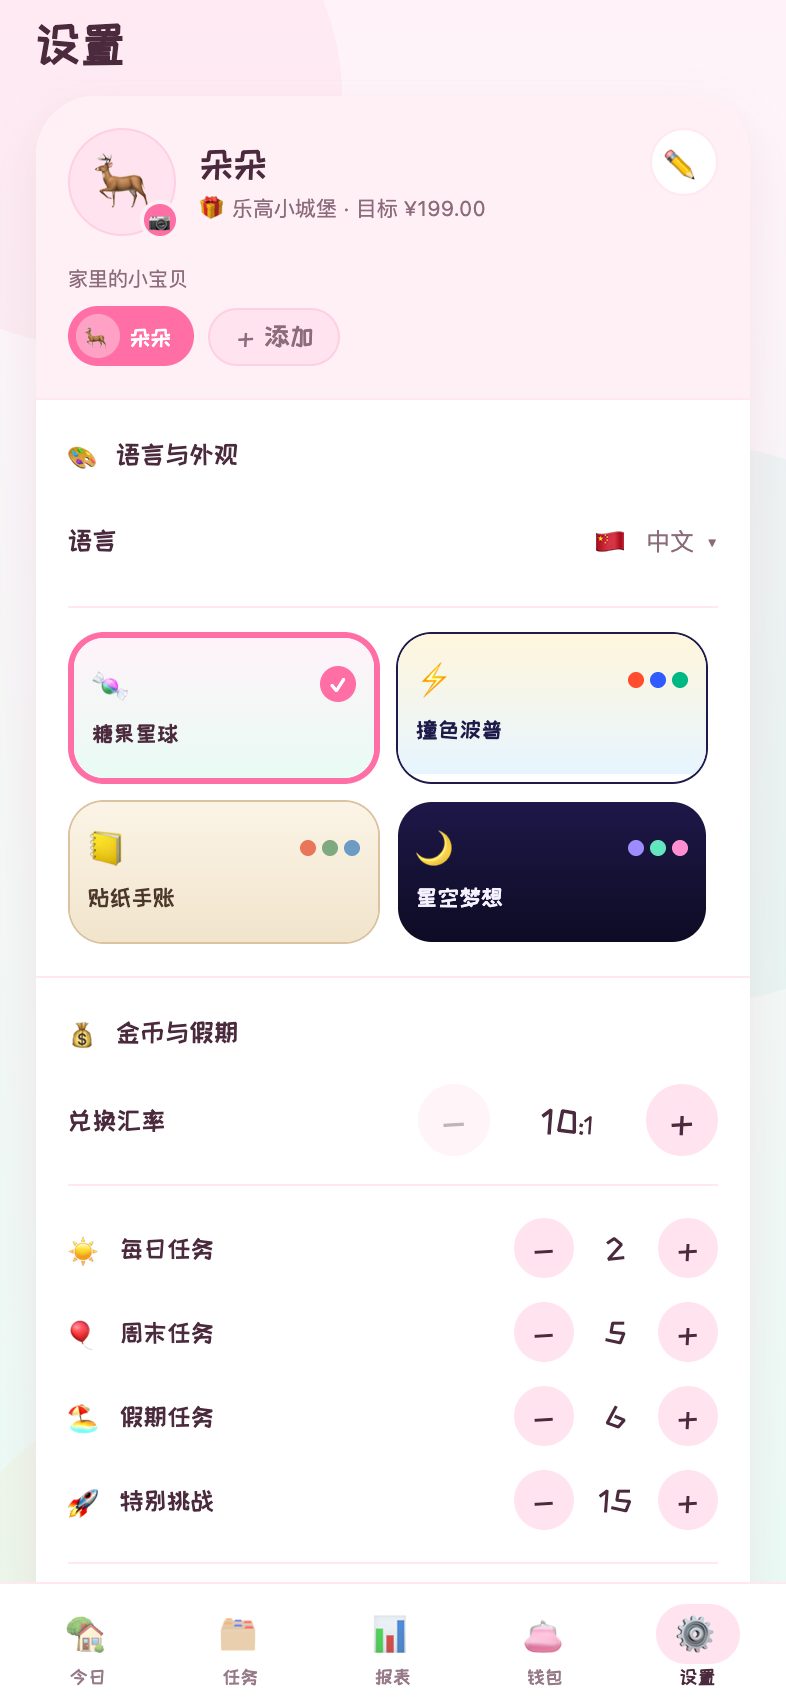 设置
朵朵
乐高小城堡 · 目标 ¥199.00
家里的小宝贝
朵朵
+ 添加
语言与外观
语言
中文 ▾
糖果星球
撞色波普
贴纸手账
星空梦想
金币与假期
兑换汇率
− 10:1 +
每日任务 − 2 +
周末任务 − 5 +
假期任务 − 6 +
特别挑战 − 15 +
今日 任务 报表 钱包 设置